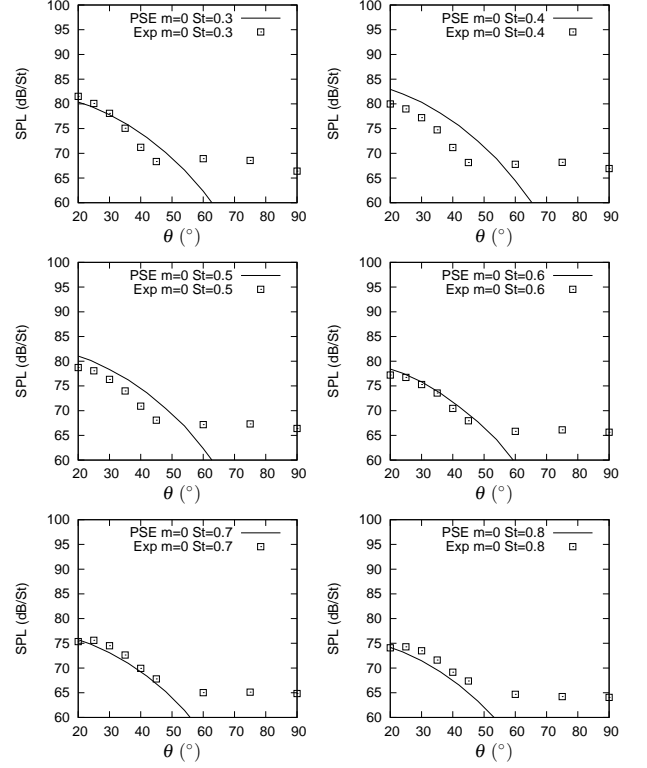 100
95
90
85
80
75
70
65
60
20 30 40 50 60 70 80 90
SPL (dB/St)
θ (°)
PSE m=0 St=0.3
Exp m=0 St=0.3
100
95
90
85
80
75
70
65
60
20 30 40 50 60 70 80 90
SPL (dB/St)
θ (°)
PSE m=0 St=0.4
Exp m=0 St=0.4
100
95
90
85
80
75
70
65
60
20 30 40 50 60 70 80 90
SPL (dB/St)
θ (°)
PSE m=0 St=0.5
Exp m=0 St=0.5
100
95
90
85
80
75
70
65
60
20 30 40 50 60 70 80 90
SPL (dB/St)
θ (°)
PSE m=0 St=0.6
Exp m=0 St=0.6
100
95
90
85
80
75
70
65
60
20 30 40 50 60 70 80 90
SPL (dB/St)
θ (°)
PSE m=0 St=0.7
Exp m=0 St=0.7
100
95
90
85
80
75
70
65
60
20 30 40 50 60 70 80 90
SPL (dB/St)
θ (°)
PSE m=0 St=0.8
Exp m=0 St=0.8